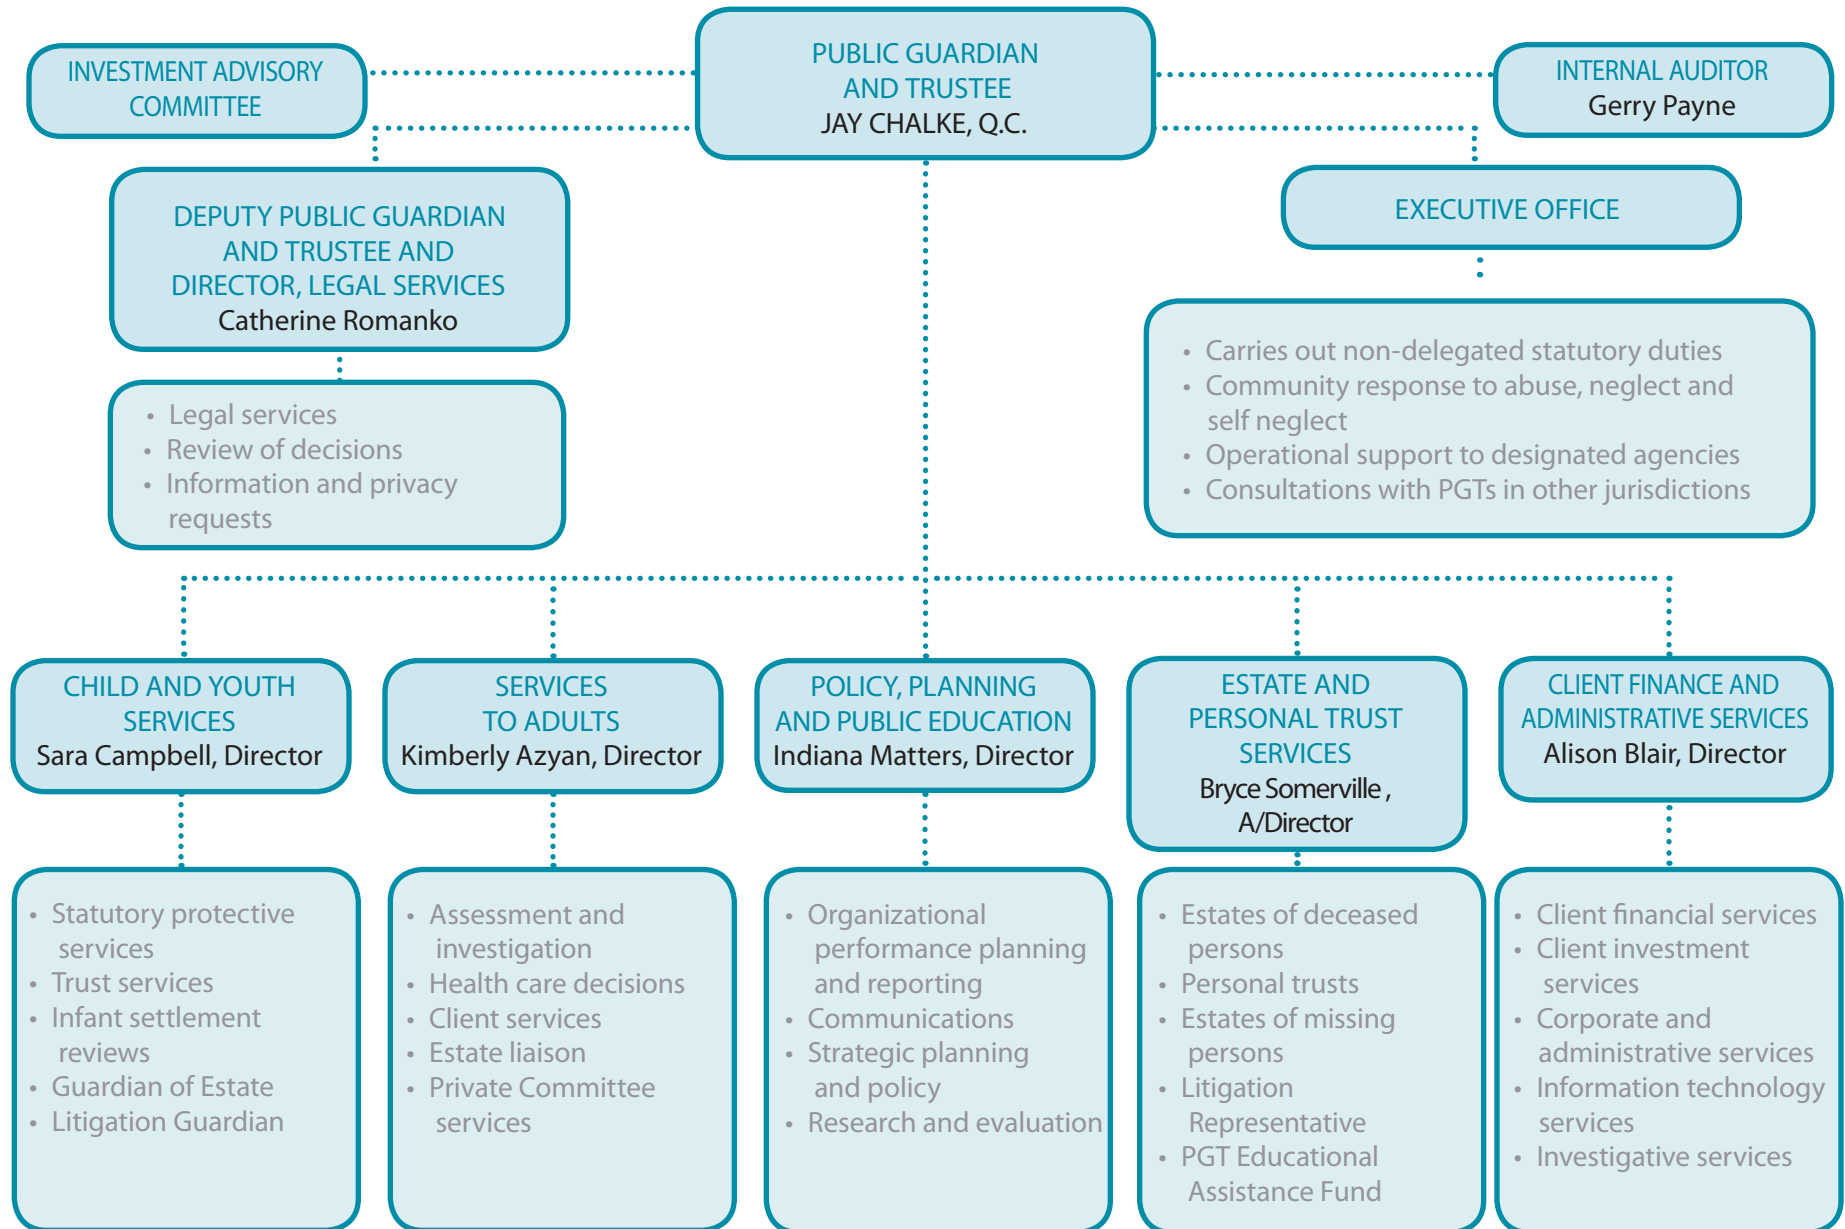 PUBLIC GUARDIAN
AND TRUSTEE
JAY CHALKE, Q.C.
INVESTMENT ADVISORY
COMMITTEE
INTERNAL AUDITOR
Gerry Payne
DEPUTY PUBLIC GUARDIAN
AND TRUSTEE AND
DIRECTOR, LEGAL SERVICES
Catherine Romanko
• Legal services
• Review of decisions
• Information and privacy
requests
EXECUTIVE OFFICE
• Carries out non-delegated statutory duties
• Community response to abuse, neglect and
self neglect
• Operational support to designated agencies
• Consultations with PGTs in other jurisdictions
CHILD AND YOUTH
SERVICES
Sara Campbell, Director
• Statutory protective
services
• Trust services
• Infant settlement
reviews
• Guardian of Estate
• Litigation Guardian
SERVICES
TO ADULTS
Kimberly Azyan, Director
• Assessment and
investigation
• Health care decisions
• Client services
• Estate liaison
• Private Committee
services
POLICY, PLANNING
AND PUBLIC EDUCATION
Indiana Matters, Director
• Organizational
performance planning
and reporting
• Communications
• Strategic planning
and policy
• Research and evaluation
ESTATE AND
PERSONAL TRUST
SERVICES
Bryce Somerville ,
A/Director
• Estates of deceased
persons
• Personal trusts
• Estates of missing
persons
• Litigation
Representative
• PGT Educational
Assistance Fund
CLIENT FINANCE AND
ADMINISTRATIVE SERVICES
Alison Blair, Director
• Client financial services
• Client investment
services
• Corporate and
administrative services
• Information technology
services
• Investigative services